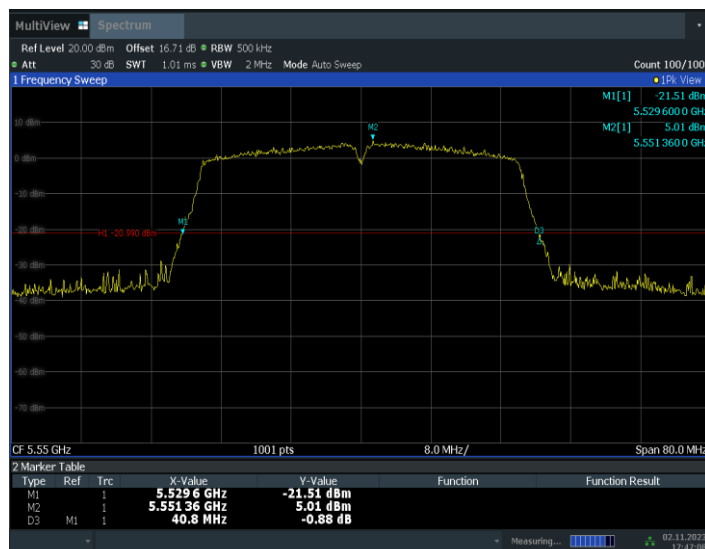 MultiView Spectrum
Ref Level 20.00 dBm Offset 16.71 dB RBW 500 kHz
Att 30 dB SWT 1.01 ms VBW 2 MHz Mode Auto Sweep Count 100/100
1 Frequency Sweep 1Pk View
M1[1] -21.51 dBm
5.529 600 0 GHz
M2[1] 5.01 dBm
5.551 360 0 GHz
10 dBm
M2
0 dBm
-10 dBm
M1
-20 dBm
H1 -20.990 dBm
D3
-30 dBm
-40 dBm
-50 dBm
-60 dBm
-70 dBm
CF 5.55 GHz 1001 pts 8.0 MHz/ Span 80.0 MHz
2 Marker Table
Type Ref Trc X-Value Y-Value Function Function Result
M1 1 5.529 6 GHz -21.51 dBm
M2 1 5.551 36 GHz 5.01 dBm
D3 M1 1 40.8 MHz -0.88 dB
Measuring... 02.11.2023
17:47:08